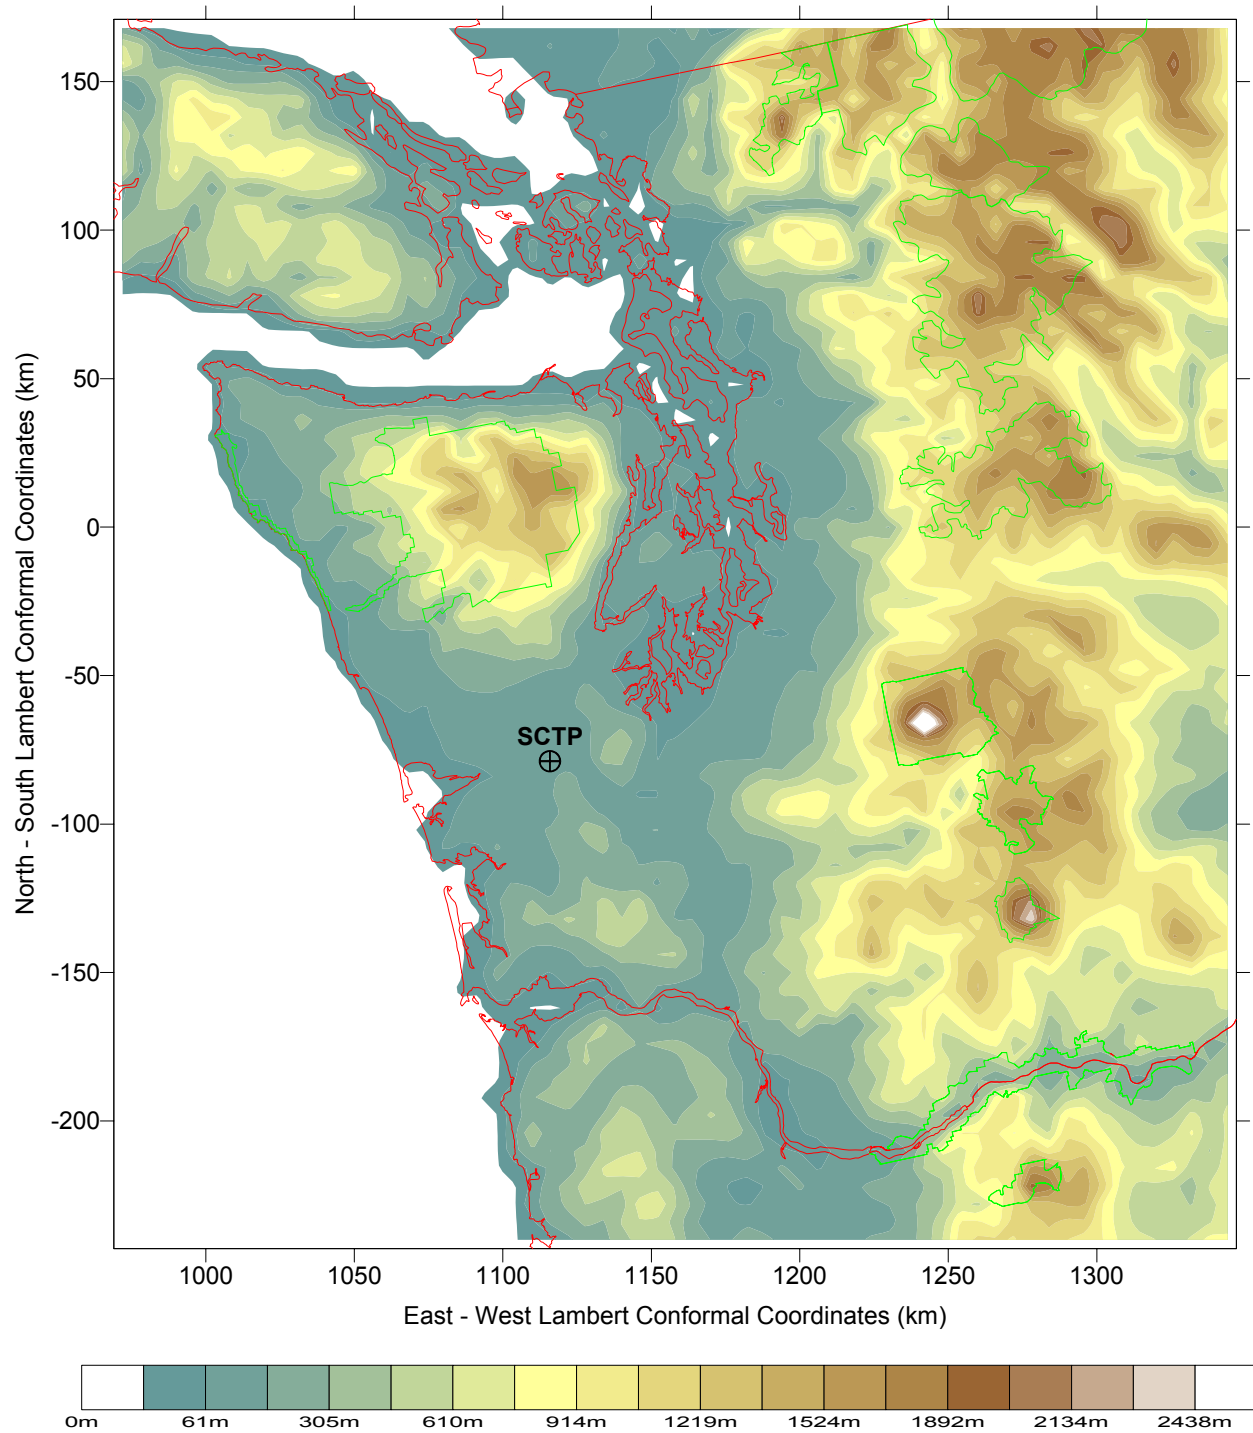 150
100
50
0
-50
-100
-150
-200
North - South Lambert Conformal Coordinates (km)
SCTP
1000 1050 1100 1150 1200 1250 1300
East - West Lambert Conformal Coordinates (km)
0m 61m 305m 610m 914m 1219m 1524m 1892m 2134m 2438m